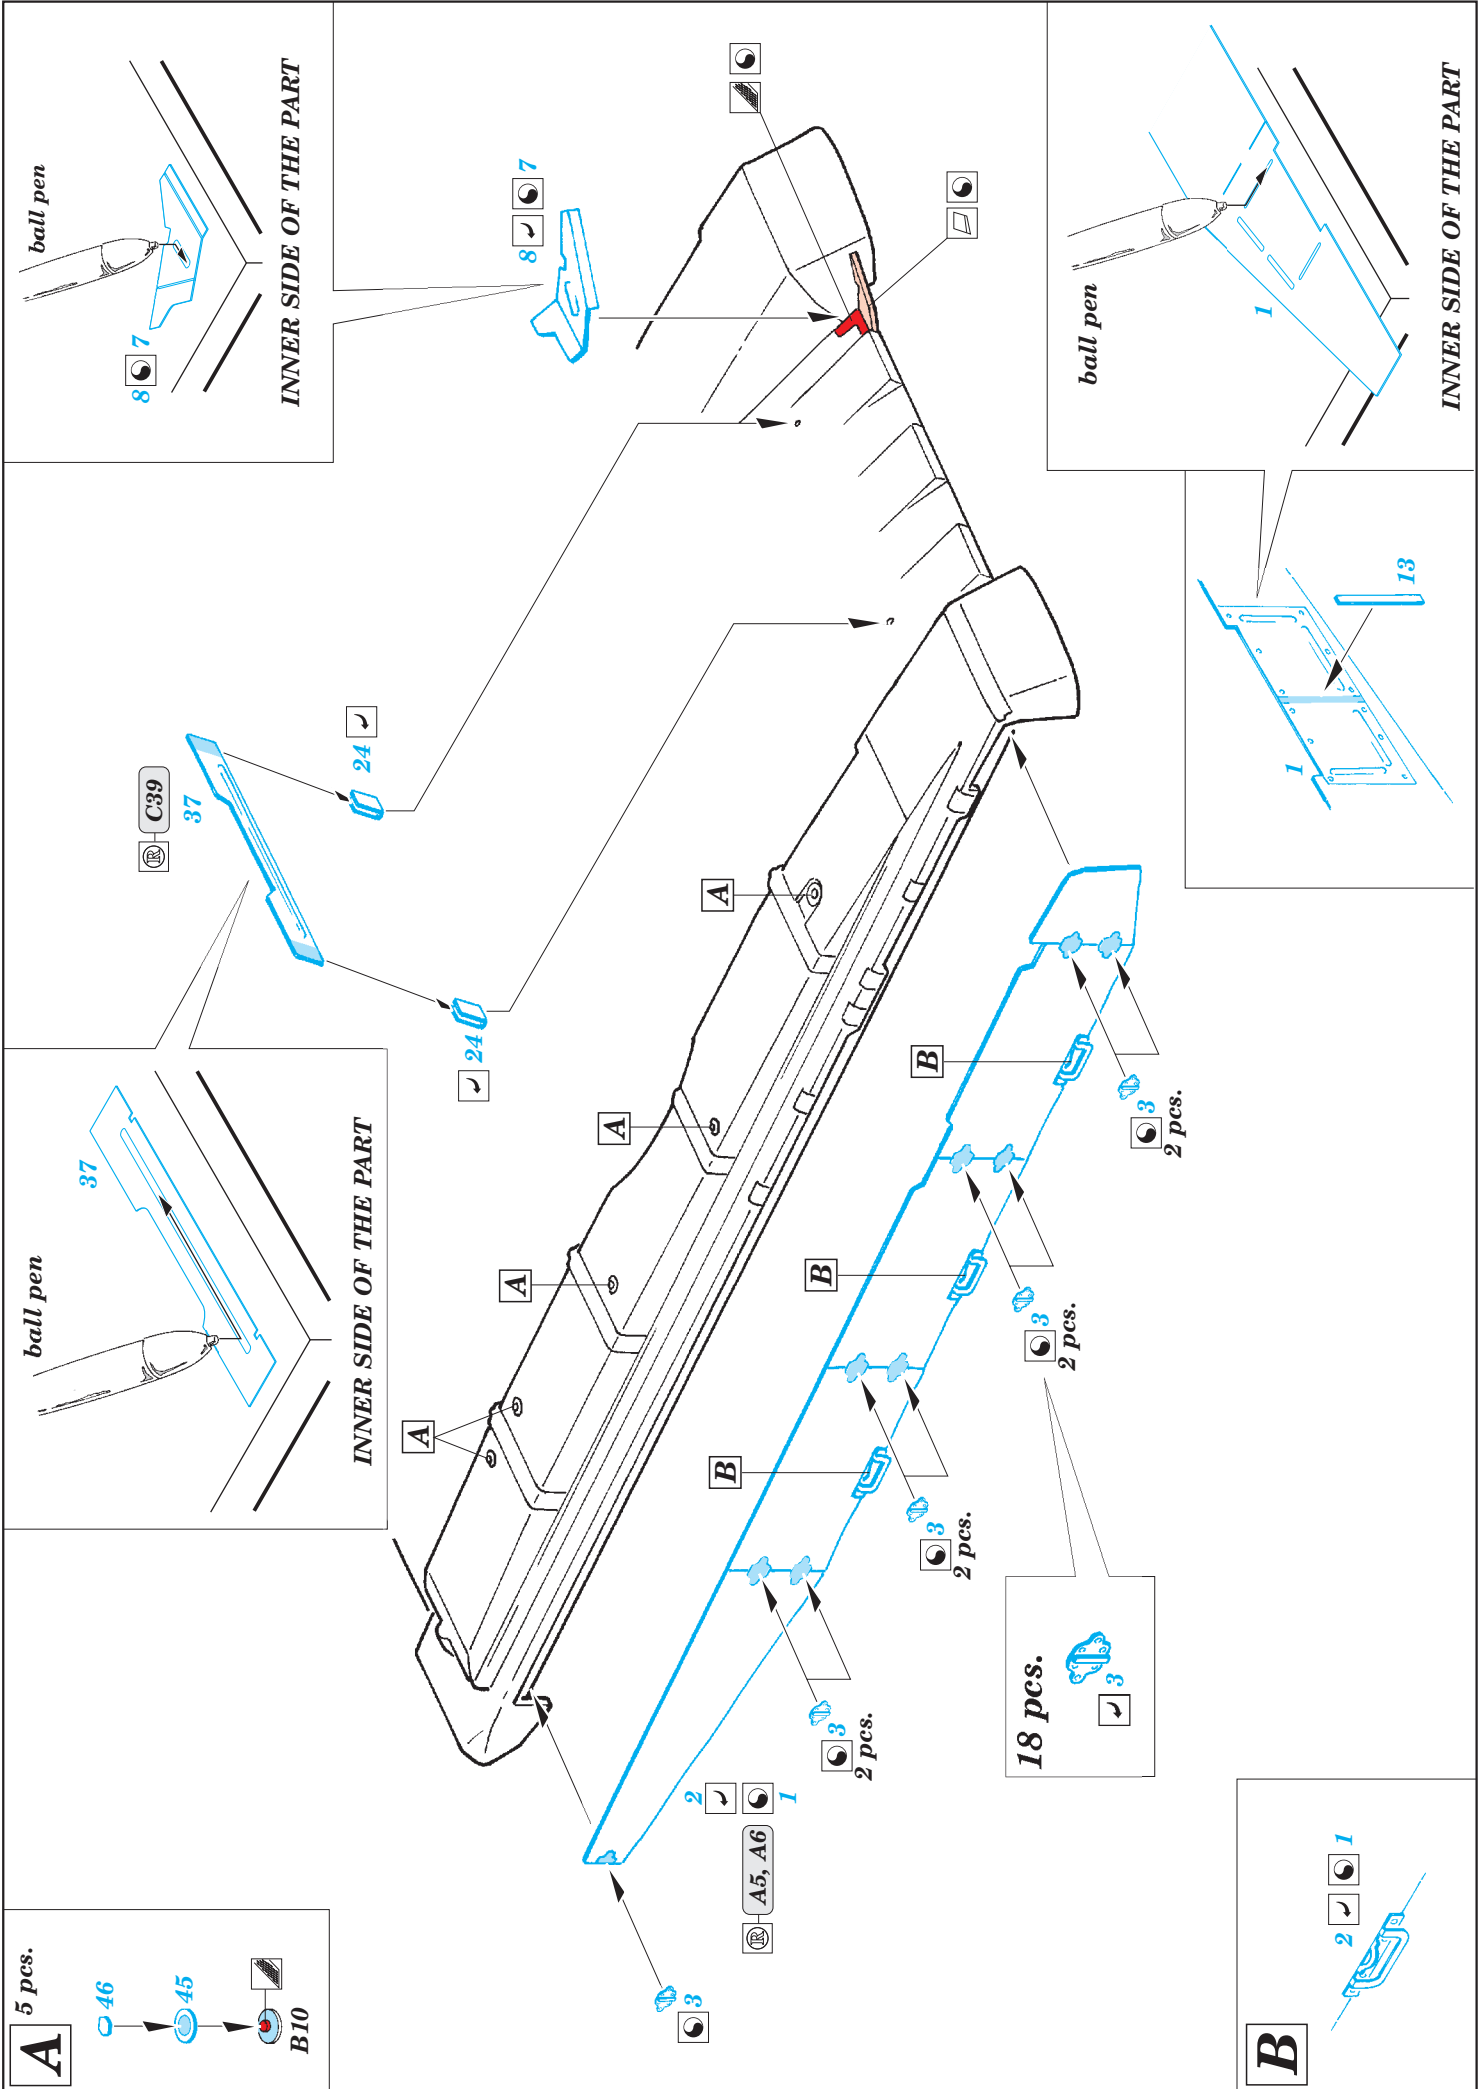 A
5 pcs.
46
45
B10
ball pen
37
INNER SIDE OF THE PART
ball pen
8 7
INNER SIDE OF THE PART
R C39
37
24
24
8 7
A
A
A
A
B
B
B
3
2 pcs.
3
2 pcs.
3
2 pcs.
3
2 pcs.
2
1
R A5, A6
3
18 pcs.
3
B
2 1
1
13
ball pen
1
INNER SIDE OF THE PART